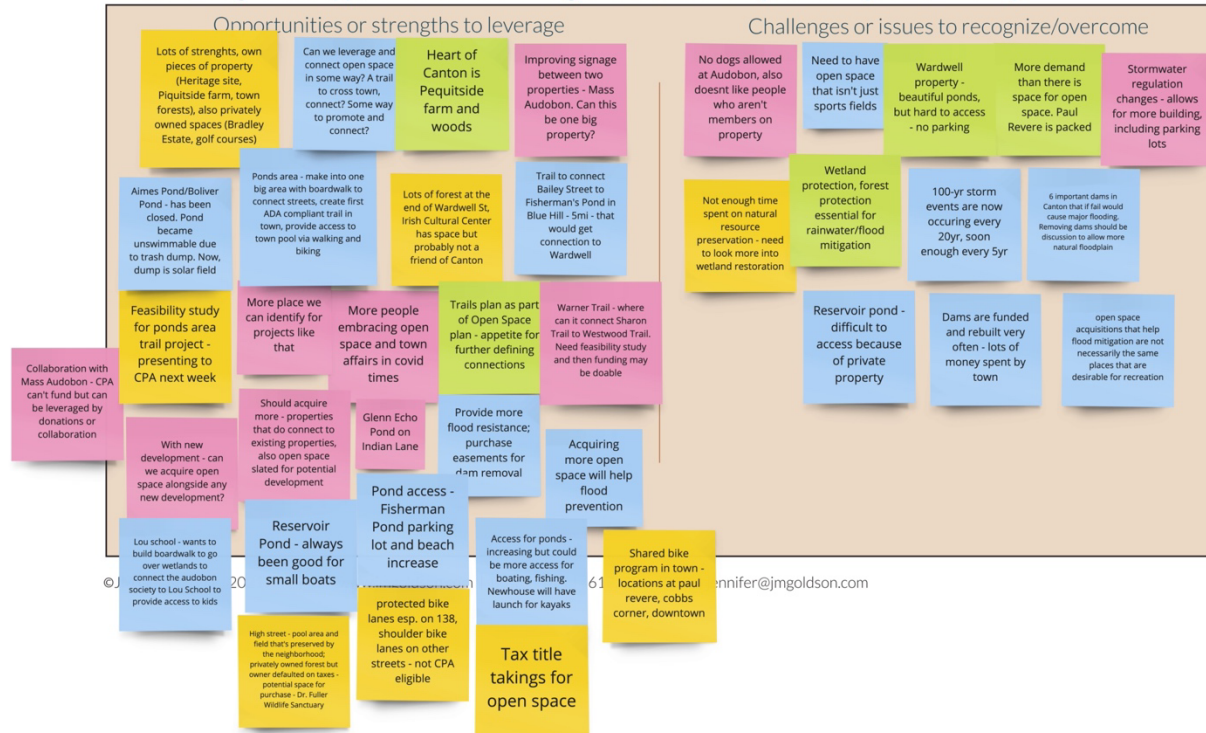 Opportunities or strengths to leverage
Lots of strenghts, own
pieces of property
(Heritage site,
Piquitside farm, town
forests), also privately
owned spaces (Bradley
Estate, golf courses)
Can we leverage and
connect open space
in some way? A trail
to cross town,
connect? Some way
to promote and
connect?
Heart of
Canton is
Pequitside
farm and
woods
Improving signage
between two
properties - Mass
Audobon. Can this
be one big
property?
Aimes Pond/Boliver
Pond - has been
closed. Pond
became
unswimmable due
to trash dump. Now,
dump is solar field
Ponds area - make into one
big area with boardwalk to
connect streets, create first
ADA compliant trail in
town, provide access to
town pool via walking and
biking
Lots of forest at the
end of Wardwell St,
Irish Cultural Center
has space but
probably not a
friend of Canton
Trail to connect
Bailey Street to
Fisherman's Pond in
Blue Hill - 5mi - that
would get
connection to
Wardwell
Feasibility study
for ponds area
trail project -
presenting to
CPA next week
More place we
can identify for
projects like
that
More people
embracing open
space and town
affairs in covid
times
Trails plan as part
of Open Space
plan - appetite for
further defining
connections
Warner Trail - where
can it connect Sharon
Trail to Westwood Trail.
Need feasibility study
and then funding may
be doable
Collaboration with
Mass Audobon - CPA
can't fund but can
be leveraged by
donations or
collaboration
With new
development - can
we acquire open
space alongside any
new development?
Should acquire
more - properties
that do connect to
existing properties,
also open space
slated for potential
development
Glenn Echo
Pond on
Indian Lane
Provide more
flood resistance;
purchase
easements for
dam removal
Acquiring
more open
space will help
flood
prevention
Lou school - wants to
build boardwalk to go
over wetlands to
connect the audobon
society to Lou School to
provide access to kids
Reservoir
Pond - always
been good for
small boats
Pond access -
Fisherman
Pond parking
lot and beach
increase
Access for ponds -
increasing but could
be more access for
boating, fishing.
Newhouse will have
launch for kayaks
Shared bike
program in town -
locations at paul
revere, cobbs
corner, downtown
High street - pool area and
field that's preserved by
the neighborhood;
privately owned forest but
owner defaulted on taxes -
potential space for
purchase - Dr. Fuller
Wildlife Sanctuary
protected bike
lanes esp. on 138,
shoulder bike
lanes on other
streets - not CPA
eligible
Tax title
takings for
open space
Challenges or issues to recognize/overcome
No dogs allowed
at Audobon, also
doesnt like people
who aren't
members on
property
Need to have
open space
that isn't just
sports fields
Wardwell
property -
beautiful ponds,
but hard to access
- no parking
More demand
than there is
space for open
space. Paul
Revere is packed
Stormwater
regulation
changes - allows
for more building,
including parking
lots
Not enough time
spent on natural
resource
preservation - need
to look more into
wetland restoration
Wetland
protection, forest
protection
essential for
rainwater/flood
mitigation
100-yr storm
events are now
occuring every
20yr, soon
enough every 5yr
6 important dams in
Canton that if fail would
cause major flooding.
Removing dams should be
discussion to allow more
natural floodplain
Reservoir pond -
difficult to
access because
of private
property
Dams are funded
and rebuilt very
often - lots of
money spent by
town
open space
acquisitions that help
flood mitigation are not
necessarily the same
places that are
desirable for recreation
ennifer@jmgoldson.com